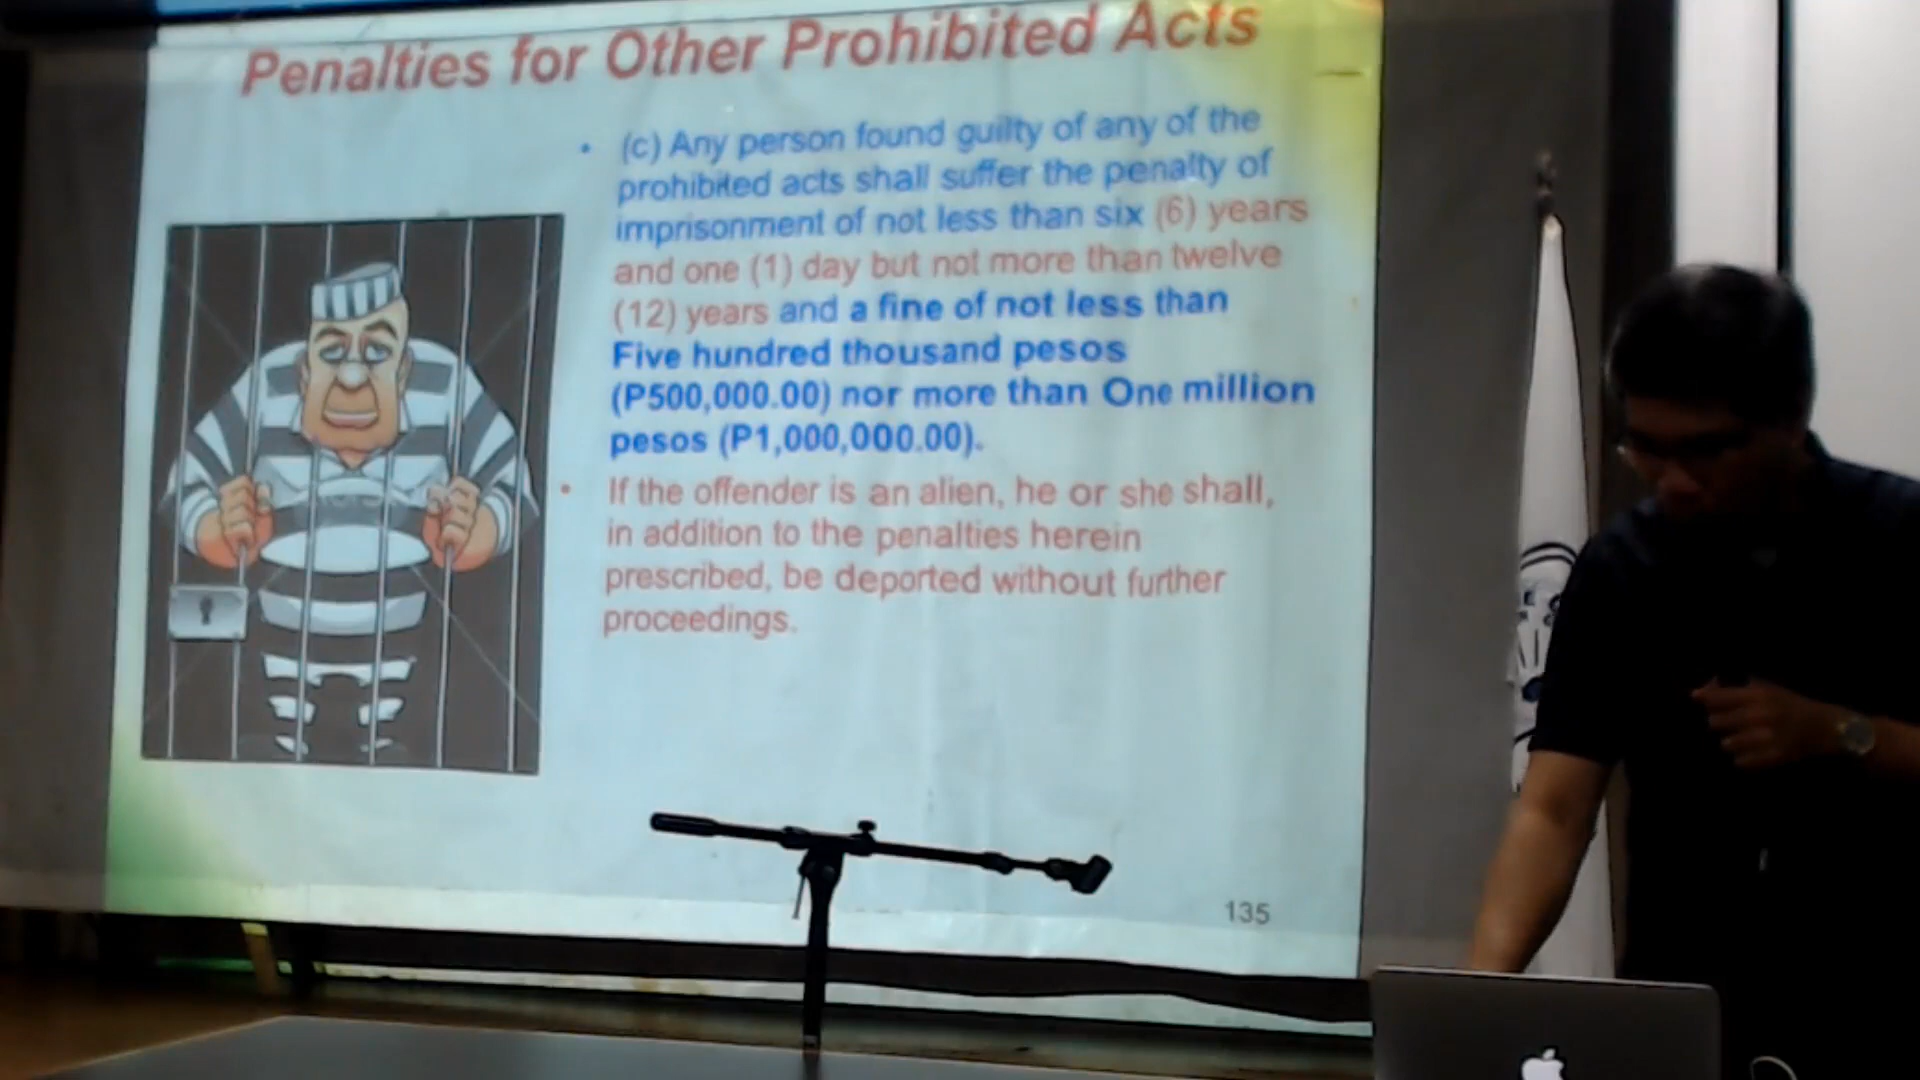 Penalties for Other Prohibited Acts
• (c) Any person found guilty of any of the
prohibited acts shall suffer the penalty of
imprisonment of not less than six (6) years
and one (1) day but not more than twelve
(12) years and a fine of not less than
Five hundred thousand pesos
(P500,000.00) nor more than One million
pesos (P1,000,000.00).
• If the offender is an alien, he or she shall,
in addition to the penalties herein
prescribed, be deported without further
proceedings.
135